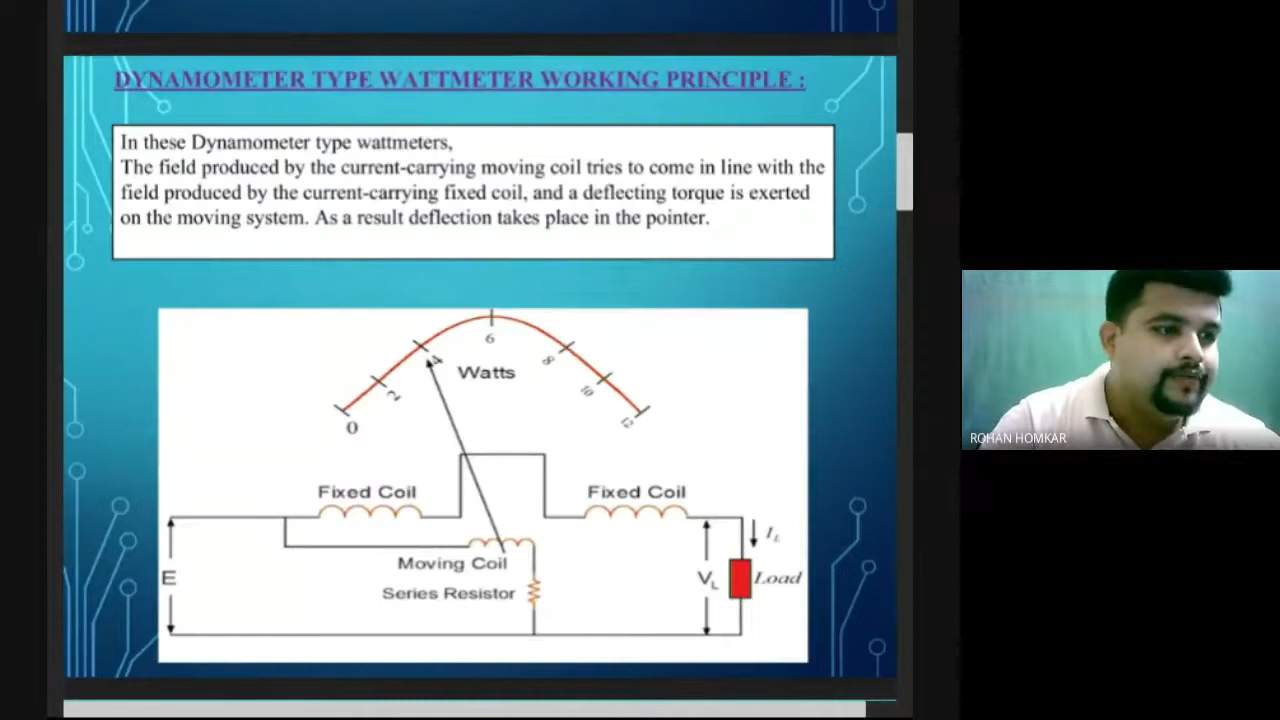 DYNAMOMETER TYPE WATTMETER WORKING PRINCIPLE :
In these Dynamometer type wattmeters,
The field produced by the current-carrying moving coil tries to come in line with the
field produced by the current-carrying fixed coil, and a deflecting torque is exerted
on the moving system. As a result deflection takes place in the pointer.
0
2
4
6
8
10
12
Watts
Fixed Coil
Fixed Coil
Moving Coil
Series Resistor
E
VL
IL
Load
ROHAN HOMKAR